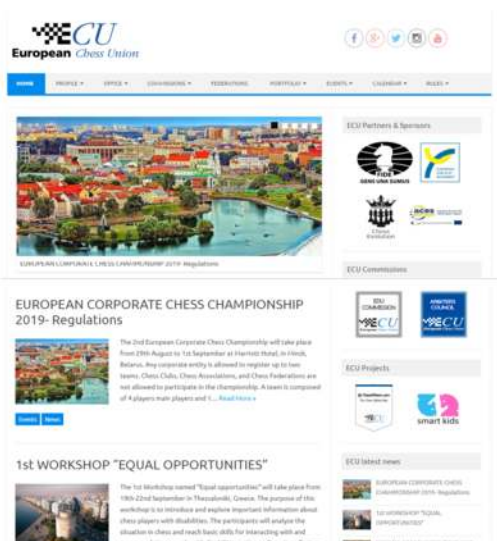 ECU
European Chess Union
HOME PROFILE OFFICE COMMISSIONS FEDERATIONS PORTFOLIO EVENTS CALENDAR RULES
ECU Partners & Sponsors
FIDE
GENS UNA SUMUS
EUROPEAN CORPORATE CHESS CHAMPIONSHIP 2019- Regulations
ECU Commissions
EUROPEAN CORPORATE CHESS CHAMPIONSHIP
2019- Regulations
The 2nd European Corporate Chess Championship will take place
from 29th August to 1st September at Marriott Hotel, in Minsk,
Belarus. Any corporate entity is allowed to register up to two
teams. Chess Clubs, Chess Associations, and Chess Federations are
not allowed to participate in the championship. A team is composed
of 4 players main players and 1 ... Read More »
Events News
EDU
COMMISSION
ECU
ARBITERS
COUNCIL
ECU
ECU Projects
ECU
smart kids
1st WORKSHOP "EQUAL OPPORTUNITIES"
The 1st Workshop named "Equal opportunities" will take place from
19th-22nd September in Thessaloniki, Greece. The purpose of this
workshop is to introduce and explore important information about
chess players with disabilities. The participants will analyze the
situation in chess and reach basic skills for interacting with and
ECU latest news
EUROPEAN CORPORATE CHESS
CHAMPIONSHIP 2019- Regulations
1st WORKSHOP "EQUAL
OPPORTUNITIES"